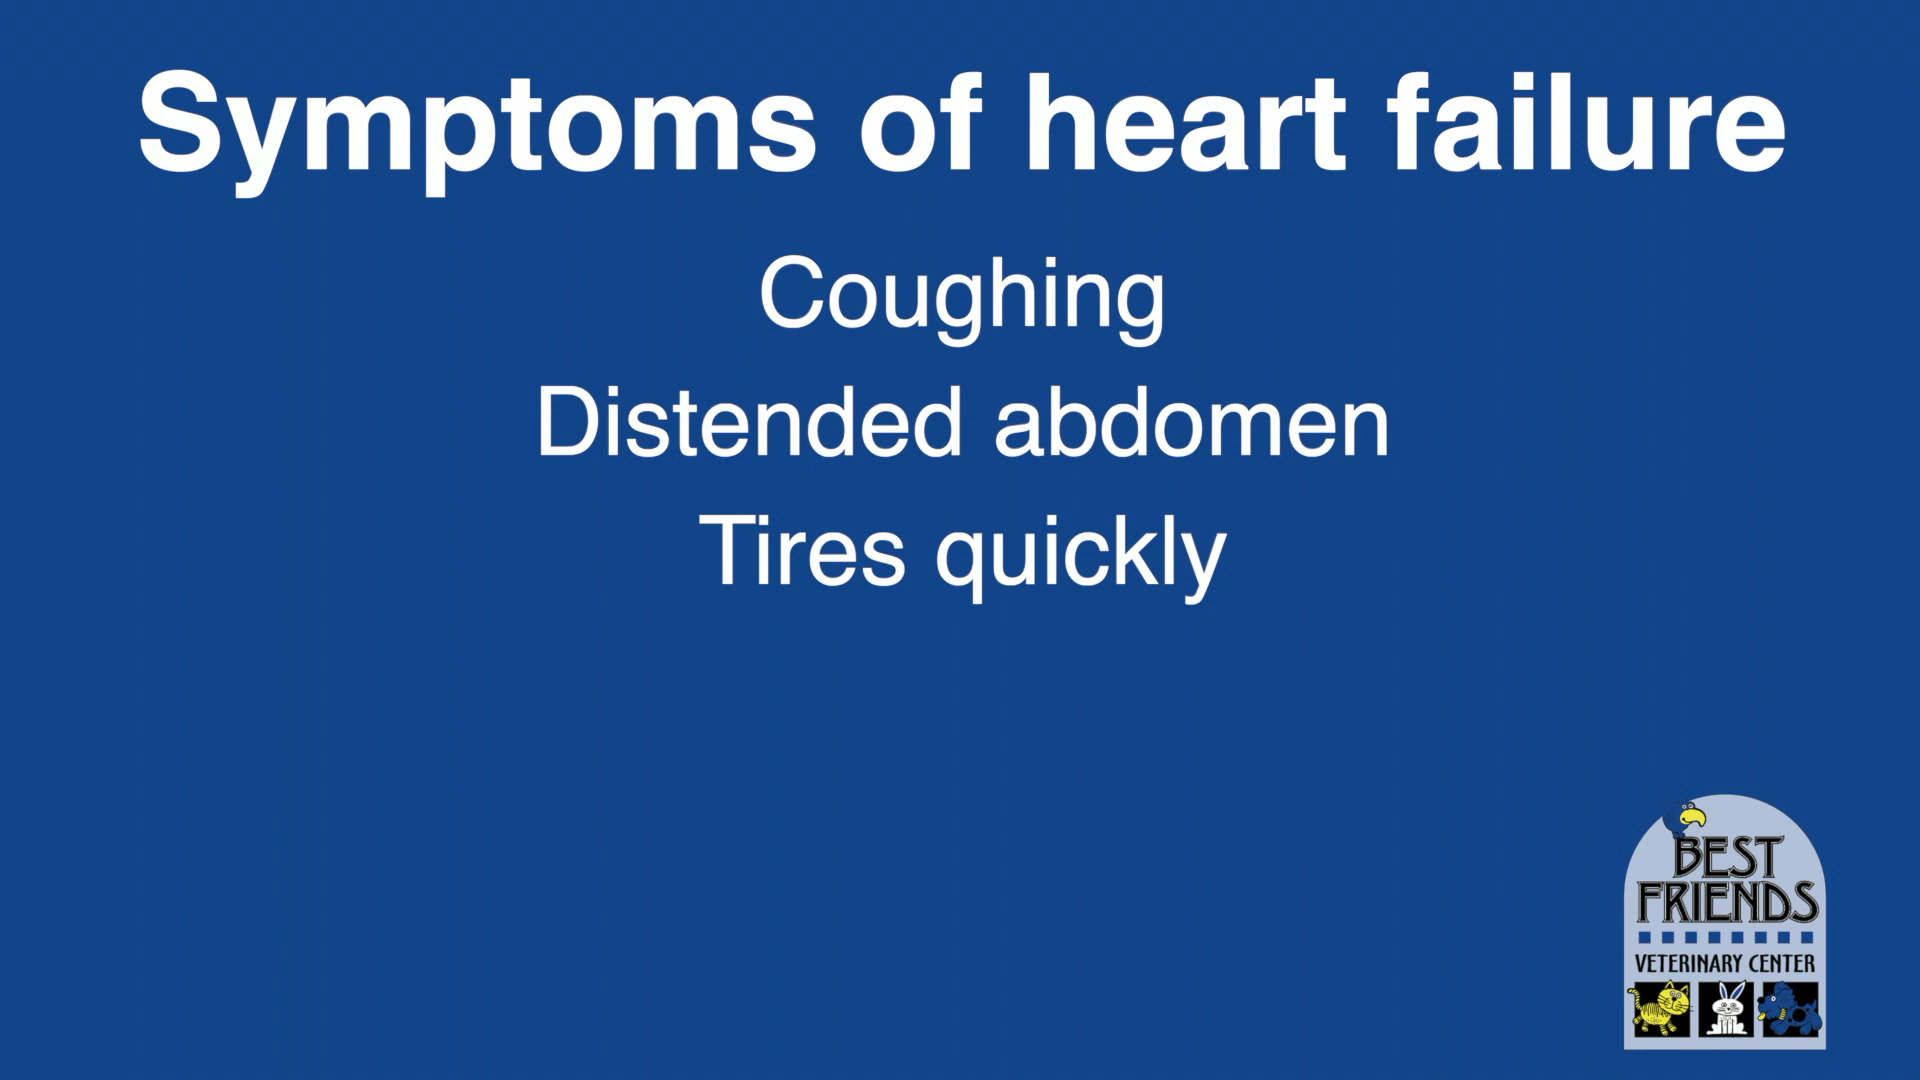 Symptoms of heart failure
Coughing
Distended abdomen
Tires quickly
BEST
FRIENDS
VETERINARY CENTER